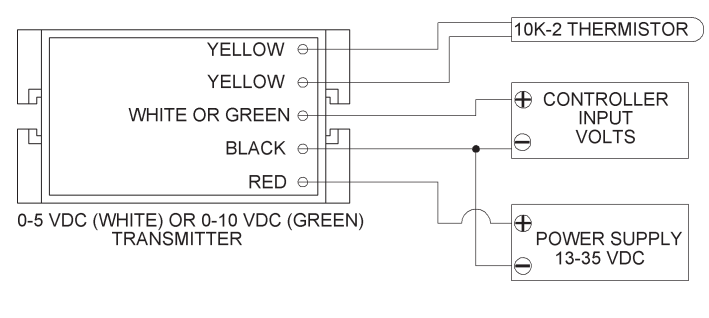 YELLOW
YELLOW
WHITE OR GREEN
BLACK
RED
0-5 VDC (WHITE) OR 0-10 VDC (GREEN)
TRANSMITTER
10K-2 THERMISTOR
+ CONTROLLER
INPUT
- VOLTS
+
POWER SUPPLY
- 13-35 VDC